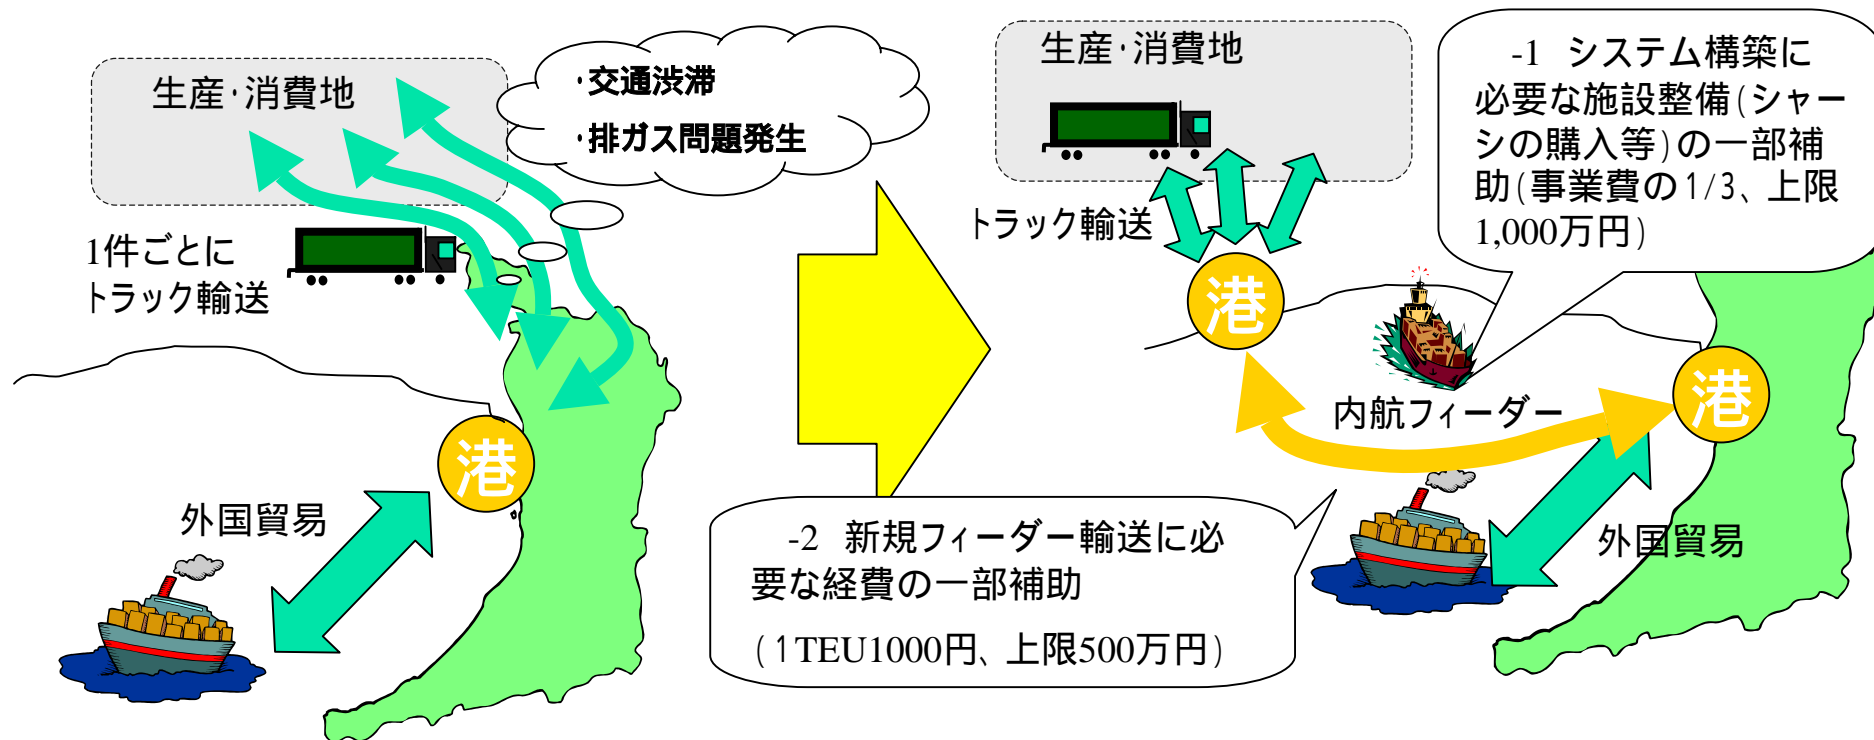 生産・消費地
・交通渋滞
・排ガス問題発生
1件ごとに
トラック輸送
港
外国貿易
生産・消費地
トラック輸送
港
-1 システム構築に
必要な施設整備(シャー
シの購入等)の一部補
助(事業費の1/3、上限
1,000万円)
内航フィーダー
港
外国貿易
-2 新規フィーダー輸送に必
要な経費の一部補助
(1TEU1000円、上限500万円)